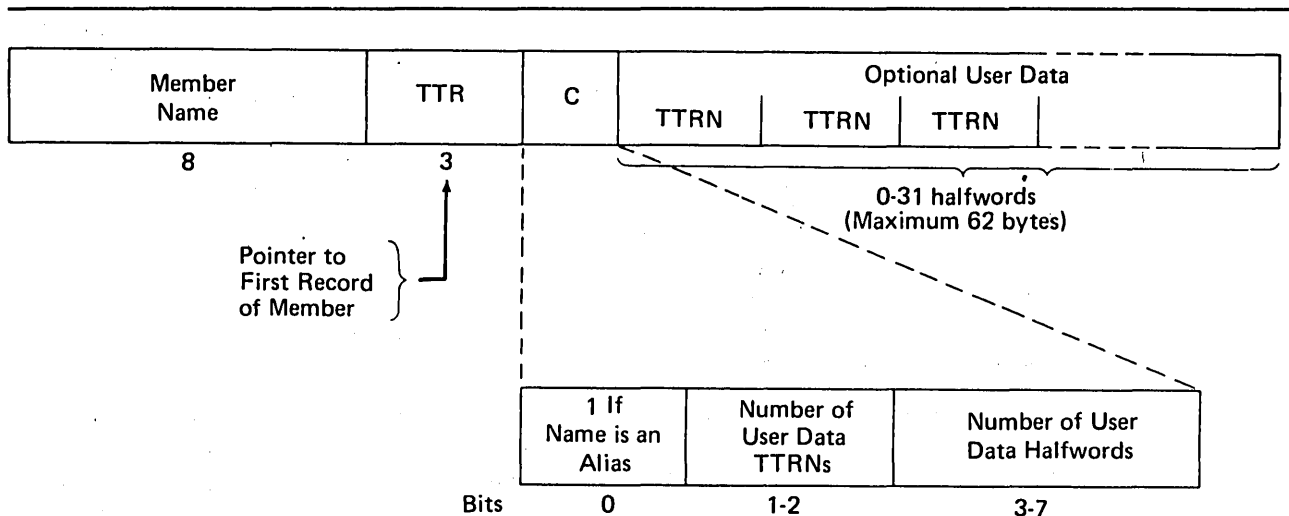 Member
Name
TTR
C
Optional User Data
TTRN
TTRN
TTRN
8
3
0-31 halfwords
(Maximum 62 bytes)
Pointer to
First Record
of Member
1 If
Name is an
Alias
Number of
User Data
TTRNs
Number of User
Data Halfwords
Bits
0
1-2
3-7